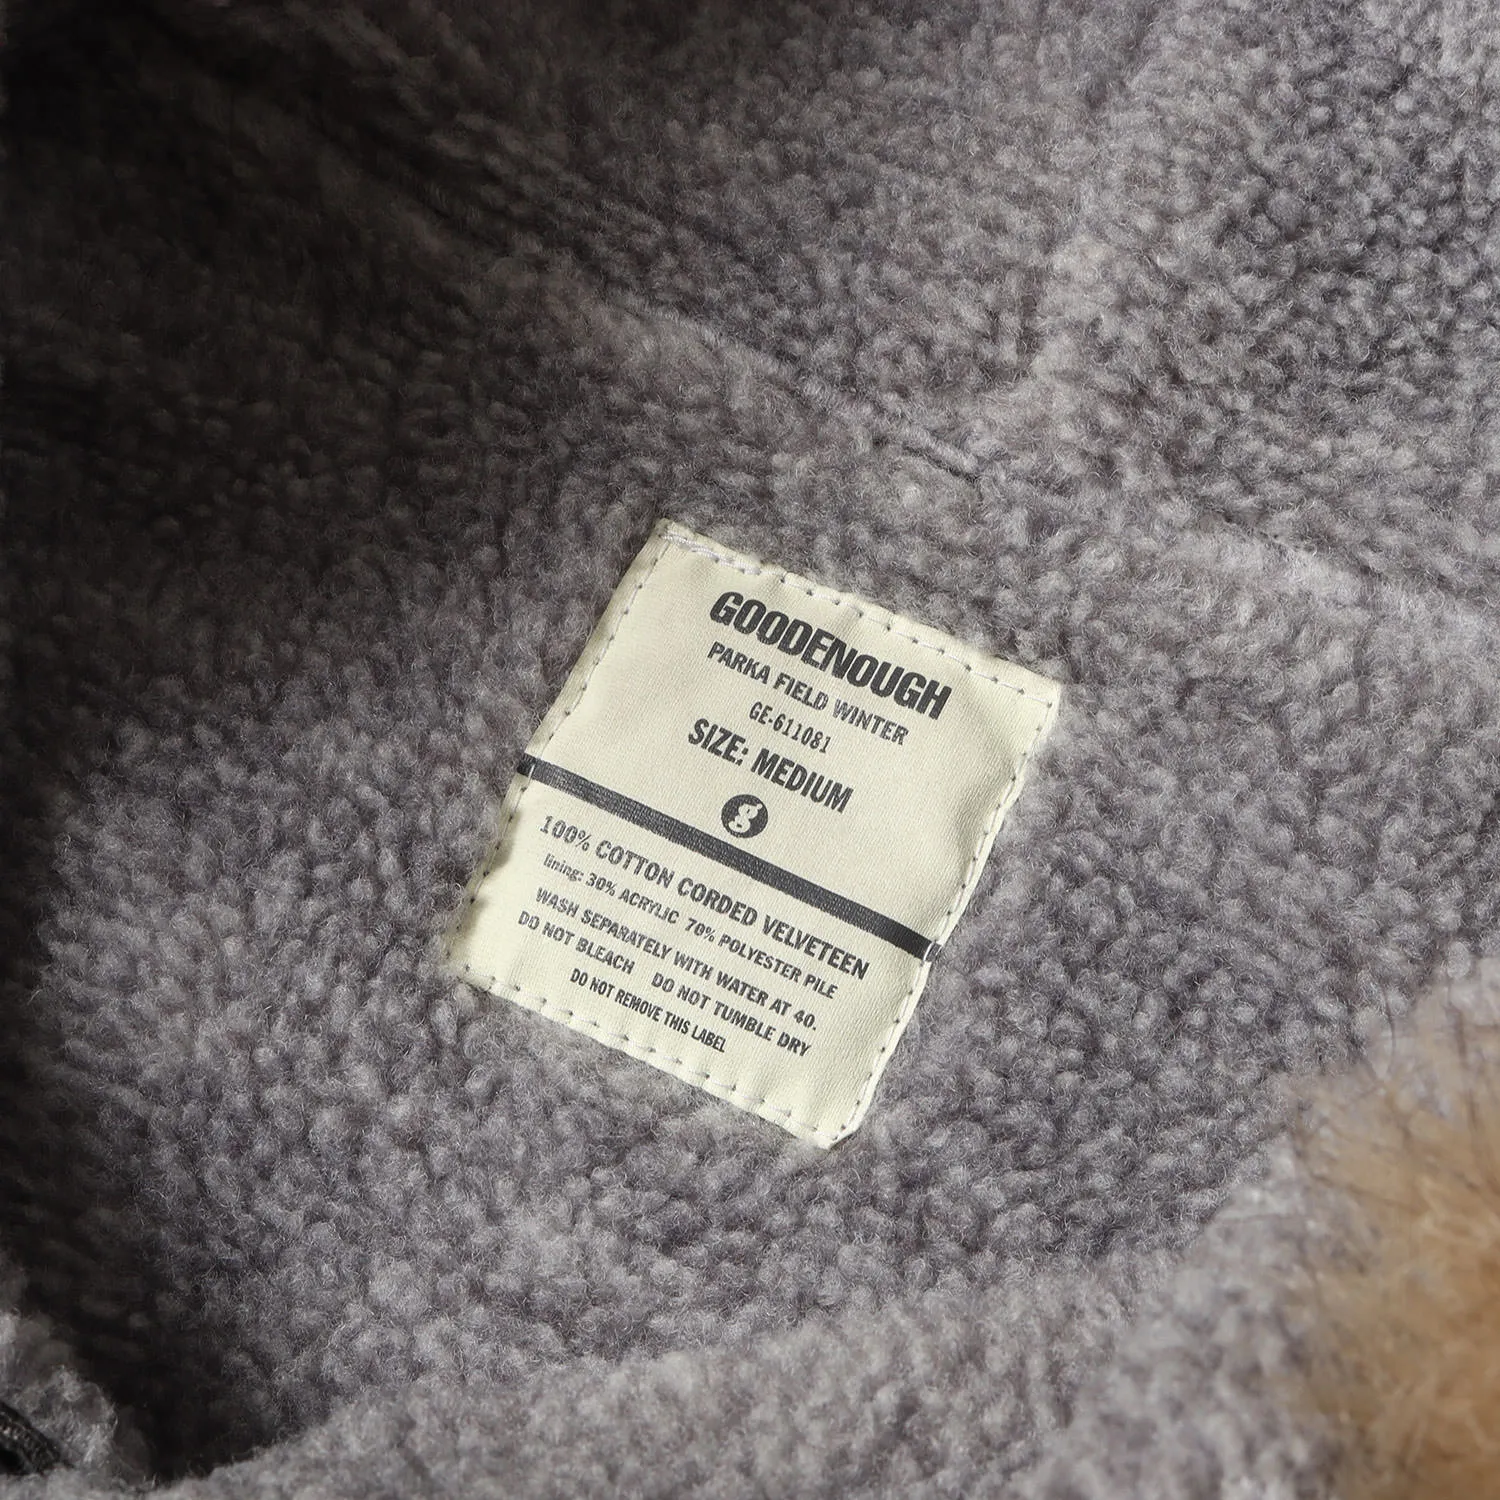 GOODENOUGH
PARKA FIELD WINTER
GE-611081
SIZE: MEDIUM
g
100% COTTON CORDED VELVETEEN
lining: 30% ACRYLIC 70% POLYESTER PILE
WASH SEPARATELY WITH WATER AT 40.
DO NOT BLEACH DO NOT TUMBLE DRY
DO NOT REMOVE THIS LABEL